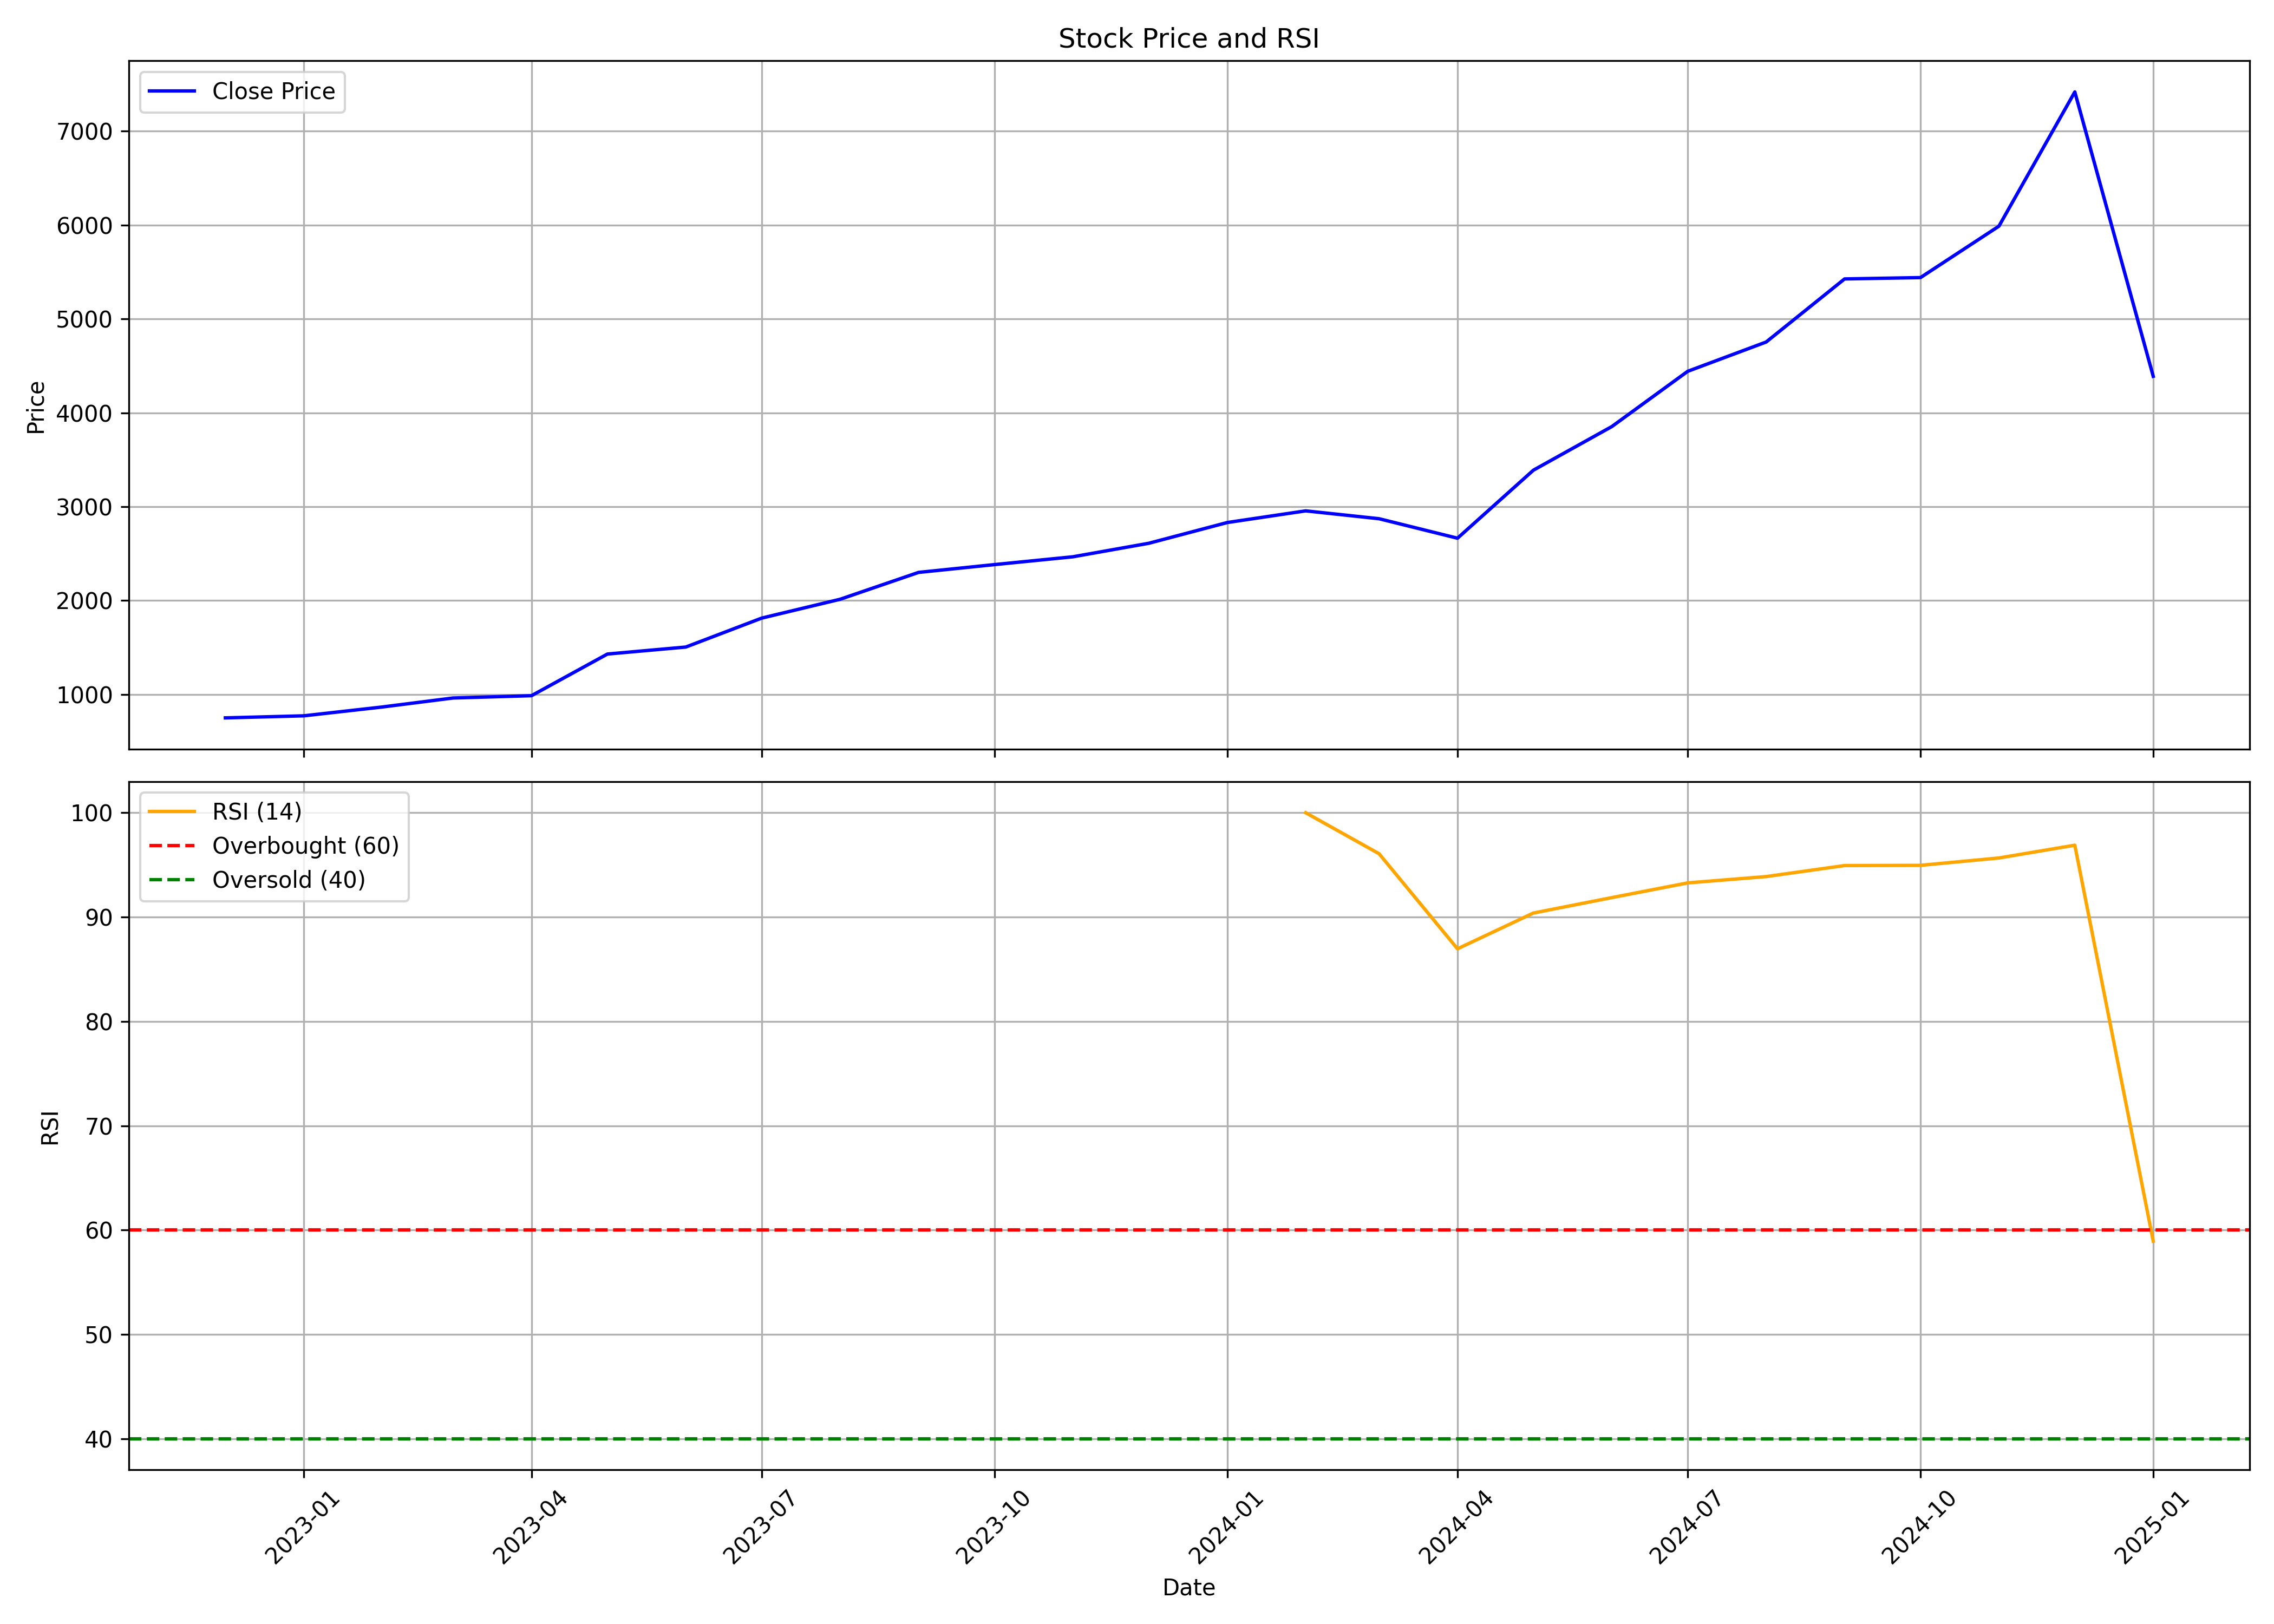 Stock Price and RSI
Close Price
7000
6000
5000
4000
3000
2000
1000
Price
RSI (14)
Overbought (60)
Oversold (40)
100
90
80
70
60
50
40
RSI
2023-01
2023-04
2023-07
2023-10
2024-01
2024-04
2024-07
2024-10
2025-01
Date